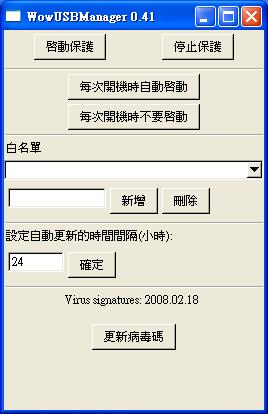 WowUSBManager 0.41
啓動保護 停止保護
每次開機時自動啓動
每次開機時不要啓動
白名單
新增 刪除
設定自動更新的時間間隔(小時):
24 確定
Virus signatures: 2008.02.18
更新病毒碼